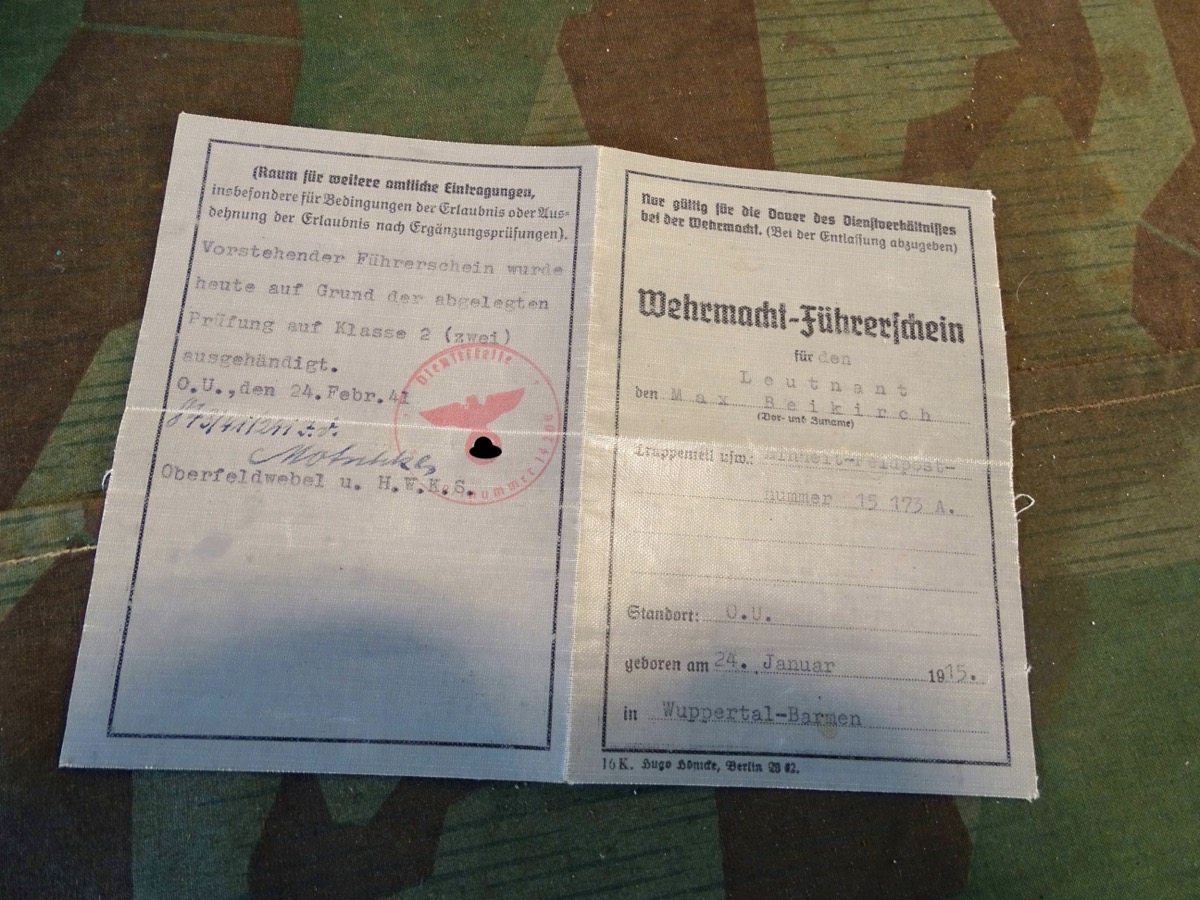 (Raum für weitere amtliche Eintragungen,
insbesondere für Bedingungen der Erlaubnis oder Aus-
dehnung der Erlaubnis nach Ergänzungsprüfungen).
Vorstehender Führerschein wurde
heute auf Grund der abgelegten
Prüfung auf Klasse 2 (zwei)
ausgehändigt.
O.U.,den 24.Febr.41
Oberfeldwebel u. H.W.K.S.
Dienststelle
Nur gültig für die Dauer des Dienstverhältnisses
bei der Wehrmacht. (Bei der Entlassung abzugeben)
Wehrmacht-Führerschein
für den
Leutnant
den Max Beikirch
(Vor- und Zuname)
Truppenteil usw.: Einheit-Feldpost-
nummer 15 173 A.
Standort: O.U.
geboren am 24. Januar 1915.
in Wuppertal-Barmen
16K. Hugo Hönicke, Berlin